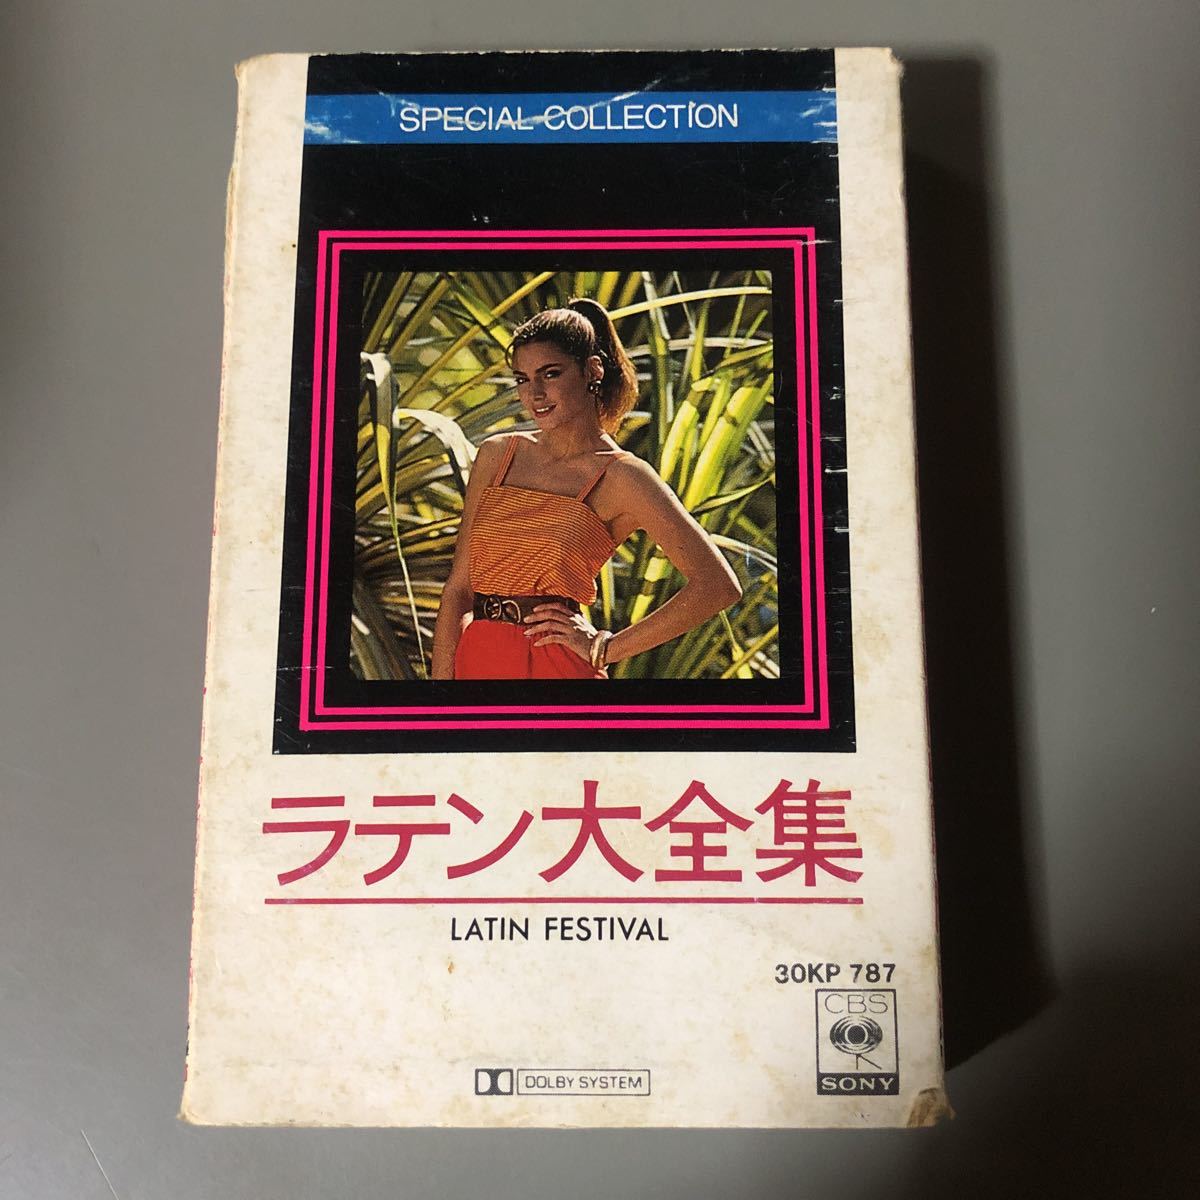 SPECIAL COLLECTION
ラテン大全集
LATIN FESTIVAL
30KP 787
CBS
SONY
DOLBY SYSTEM